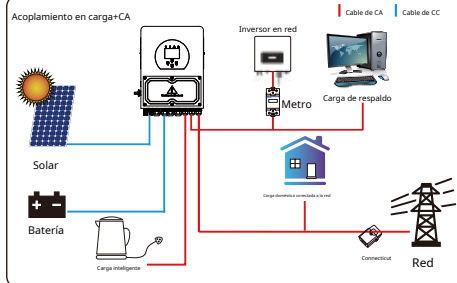 Cable de CA
Cable de CC
Acoplamiento en carga+CA
Inversor en red
Metro
Carga de respaldo
Solar
Carga doméstica conectada a la red
Batería
Carga inteligente
Connecticut
Red